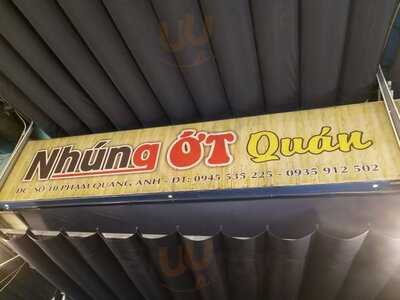 Nhúng ỚT Quán
ĐC: SỐ 10 PHẠM QUANG ẢNH - ĐT: 0945 535 225 - 0935 912 502